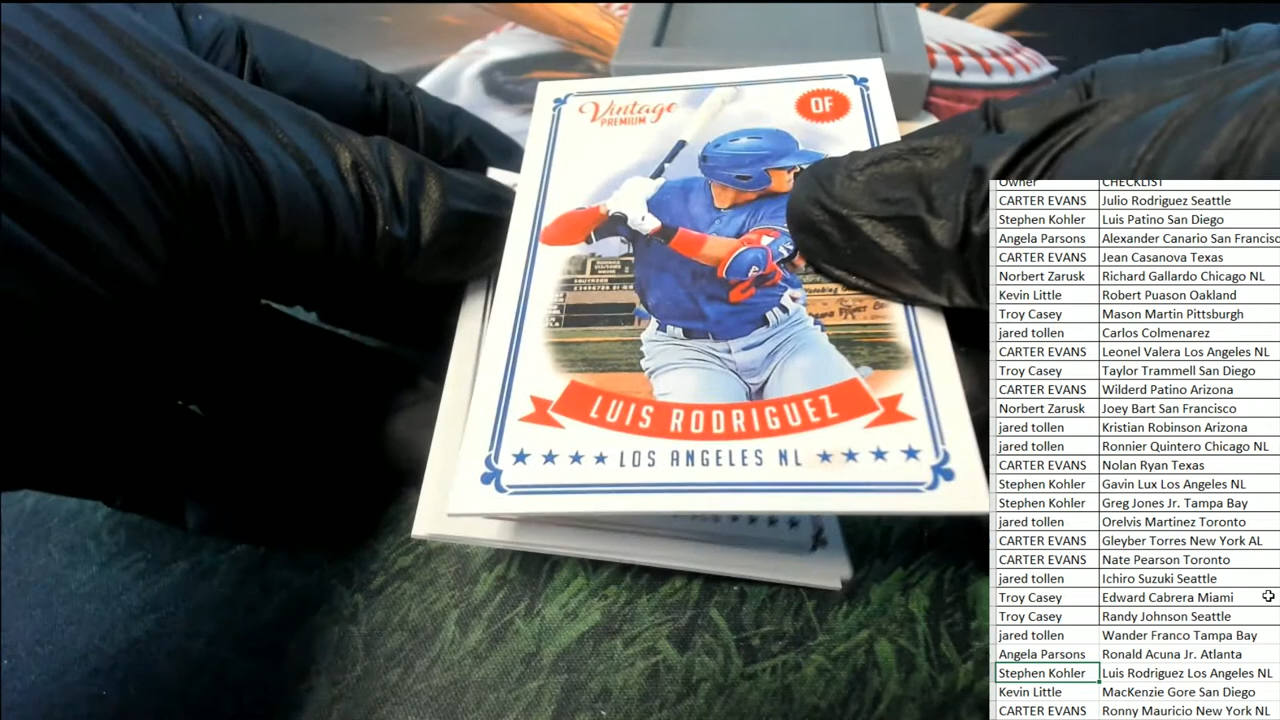 Vintage
PREMIUM
OF
LUIS RODRIGUEZ
LOS ANGELES NL
Owner CHECKLIST
CARTER EVANS Julio Rodriguez Seattle
Stephen Kohler Luis Patino San Diego
Angela Parsons Alexander Canario San Francisc
CARTER EVANS Jean Casanova Texas
Norbert Zarusk Richard Gallardo Chicago NL
Kevin Little Robert Puason Oakland
Troy Casey Mason Martin Pittsburgh
jared tollen Carlos Colmenarez
CARTER EVANS Leonel Valera Los Angeles NL
Troy Casey Taylor Trammell San Diego
CARTER EVANS Wilderd Patino Arizona
Norbert Zarusk Joey Bart San Francisco
jared tollen Kristian Robinson Arizona
jared tollen Ronnier Quintero Chicago NL
CARTER EVANS Nolan Ryan Texas
Stephen Kohler Gavin Lux Los Angeles NL
Stephen Kohler Greg Jones Jr. Tampa Bay
jared tollen Orelvis Martinez Toronto
CARTER EVANS Gleyber Torres New York AL
CARTER EVANS Nate Pearson Toronto
jared tollen Ichiro Suzuki Seattle
Troy Casey Edward Cabrera Miami
Troy Casey Randy Johnson Seattle
jared tollen Wander Franco Tampa Bay
Angela Parsons Ronald Acuna Jr. Atlanta
Stephen Kohler Luis Rodriguez Los Angeles NL
Kevin Little MacKenzie Gore San Diego
CARTER EVANS Ronny Mauricio New York NL